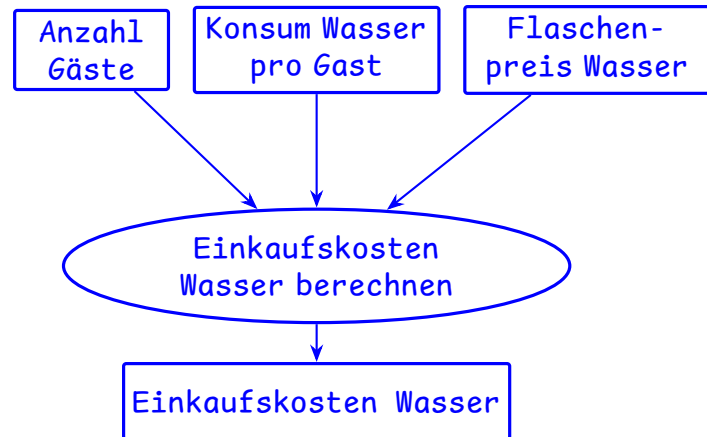 Anzahl
Gäste
Konsum Wasser
pro Gast
Flaschen-
preis Wasser
Einkaufskosten
Wasser berechnen
Einkaufskosten Wasser